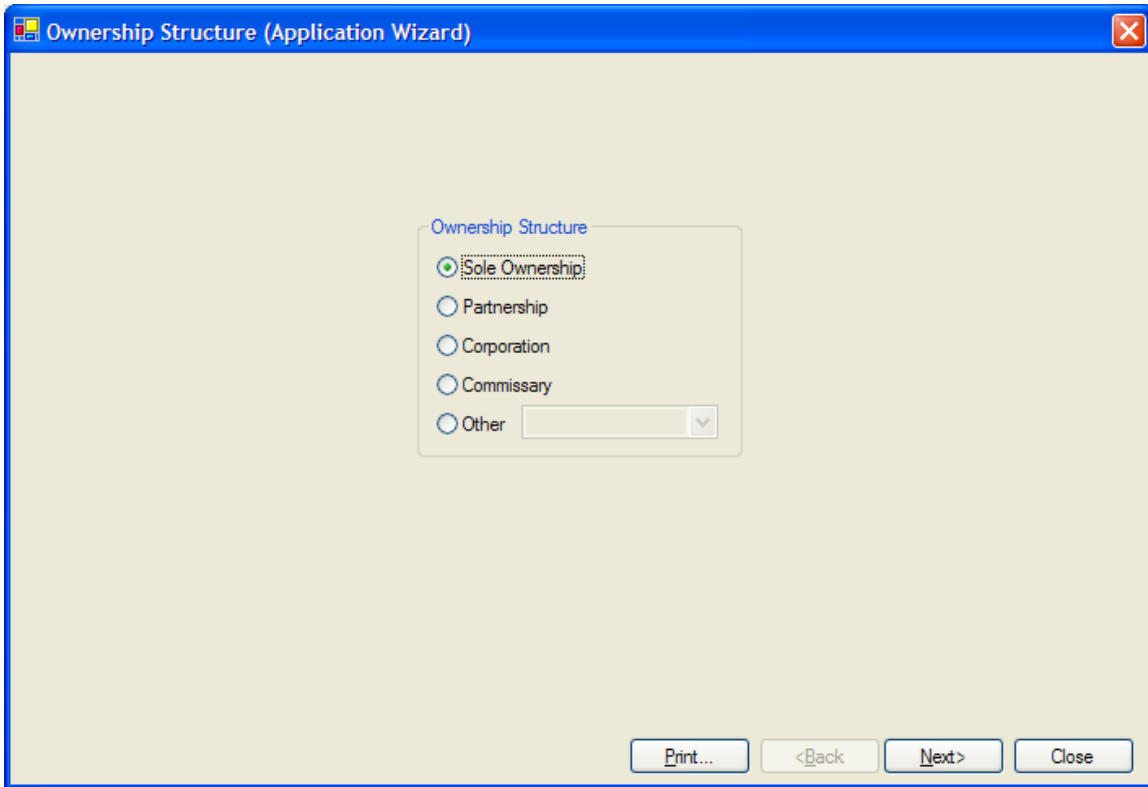 Ownership Structure (Application Wizard)
Ownership Structure
Sole Ownership
Partnership
Corporation
Commissary
Other
Print... <Back Next> Close